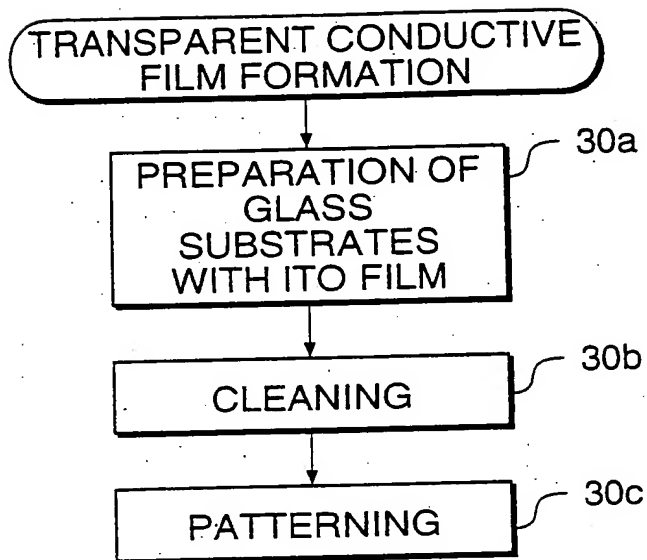 TRANSPARENT CONDUCTIVE
FILM FORMATION
30a
PREPARATION OF
GLASS
SUBSTRATES
WITH ITO FILM
30b
CLEANING
30c
PATTERNING